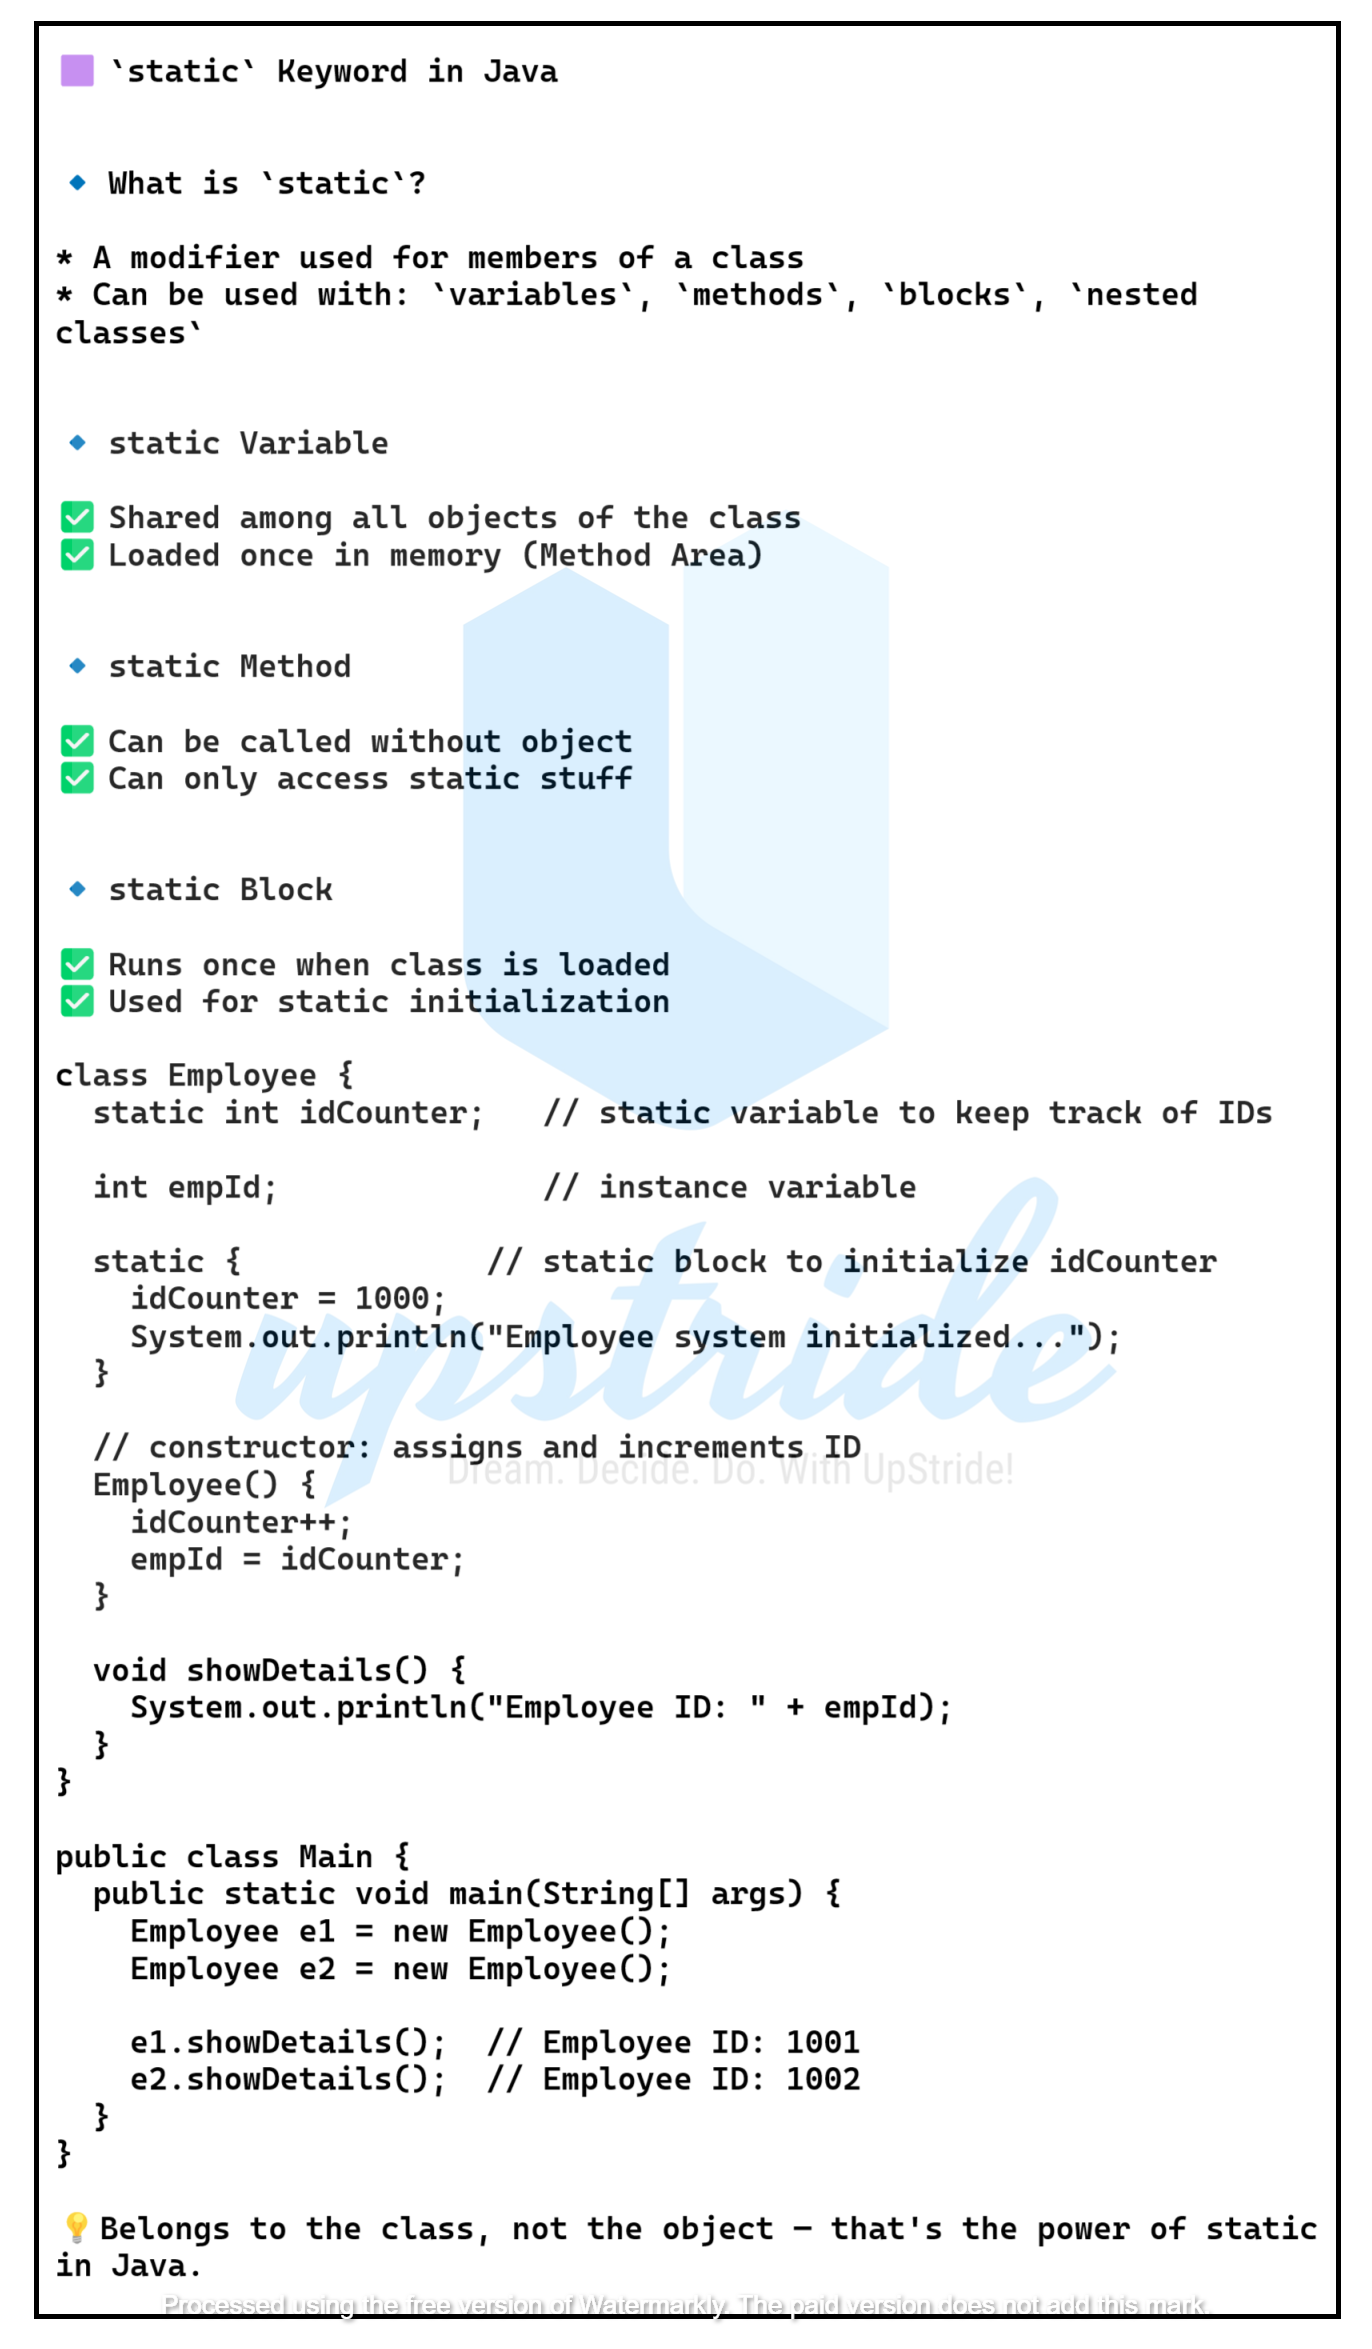 🟪 `static` Keyword in Java
🔹 What is `static`?
* A modifier used for members of a class
* Can be used with: `variables`, `methods`, `blocks`, `nested
classes`
🔹 static Variable
✅ Shared among all objects of the class
✅ Loaded once in memory (Method Area)
🔹 static Method
✅ Can be called without object
✅ Can only access static stuff
🔹 static Block
✅ Runs once when class is loaded
✅ Used for static initialization
class Employee {
  static int idCounter;   // static variable to keep track of IDs
  int empId;              // instance variable
  static {             // static block to initialize idCounter
    idCounter = 1000;
    System.out.println("Employee system initialized...");
  }
upstride
  // constructor: assigns and increments ID
Dream. Decide. Do. With UpStride!
  Employee() {
    idCounter++;
    empId = idCounter;
  }
  void showDetails() {
    System.out.println("Employee ID: " + empId);
  }
}
public class Main {
  public static void main(String[] args) {
    Employee e1 = new Employee();
    Employee e2 = new Employee();
    e1.showDetails();  // Employee ID: 1001
    e2.showDetails();  // Employee ID: 1002
  }
}
💡Belongs to the class, not the object — that's the power of static
in Java.
Processed using the free version of Watermarkly. The paid version does not add this mark.